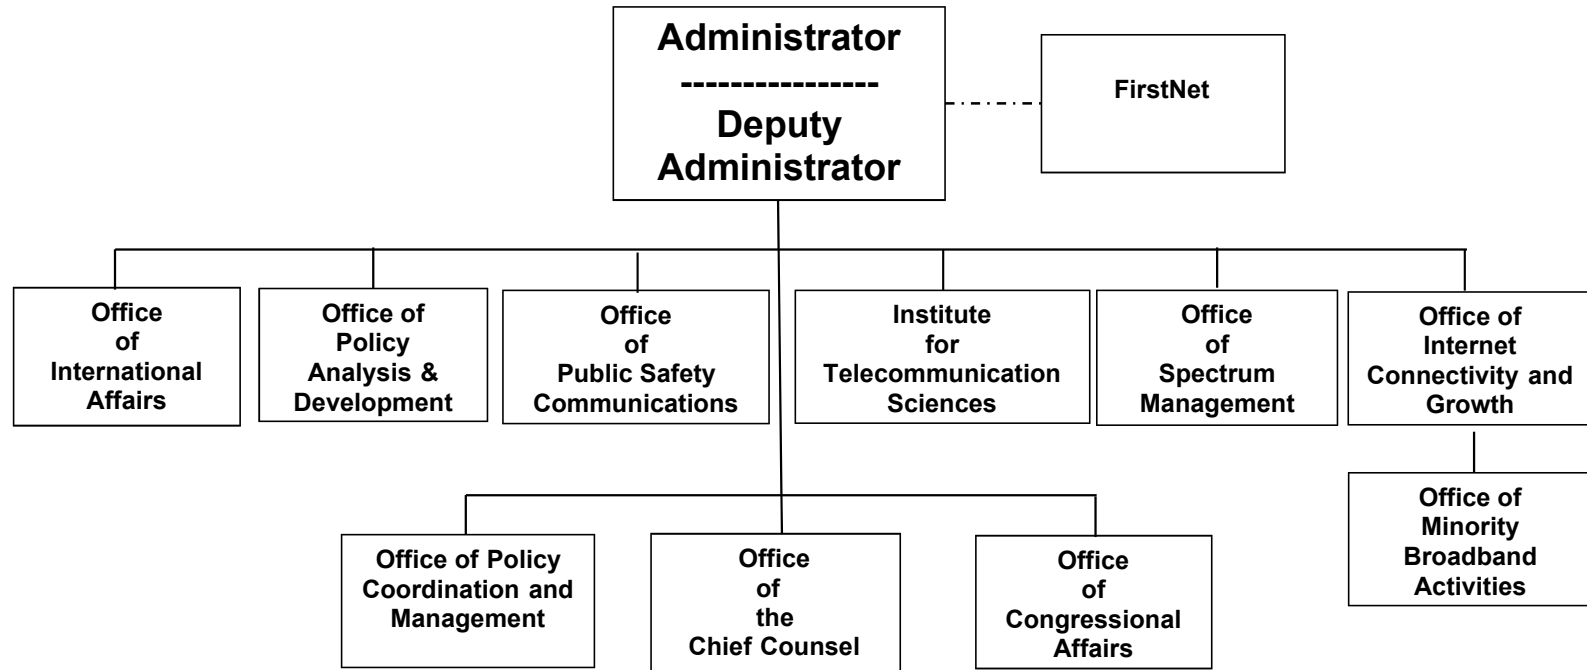 Administrator
----------------
Deputy
Administrator
FirstNet
Office
of
International
Affairs
Office of
Policy
Analysis &
Development
Office
of
Public Safety
Communications
Institute
for
Telecommunication
Sciences
Office
of
Spectrum
Management
Office of
Internet
Connectivity and
Growth
Office of
Minority
Broadband
Activities
Office of Policy
Coordination and
Management
Office
of
the
Chief Counsel
Office
of
Congressional
Affairs